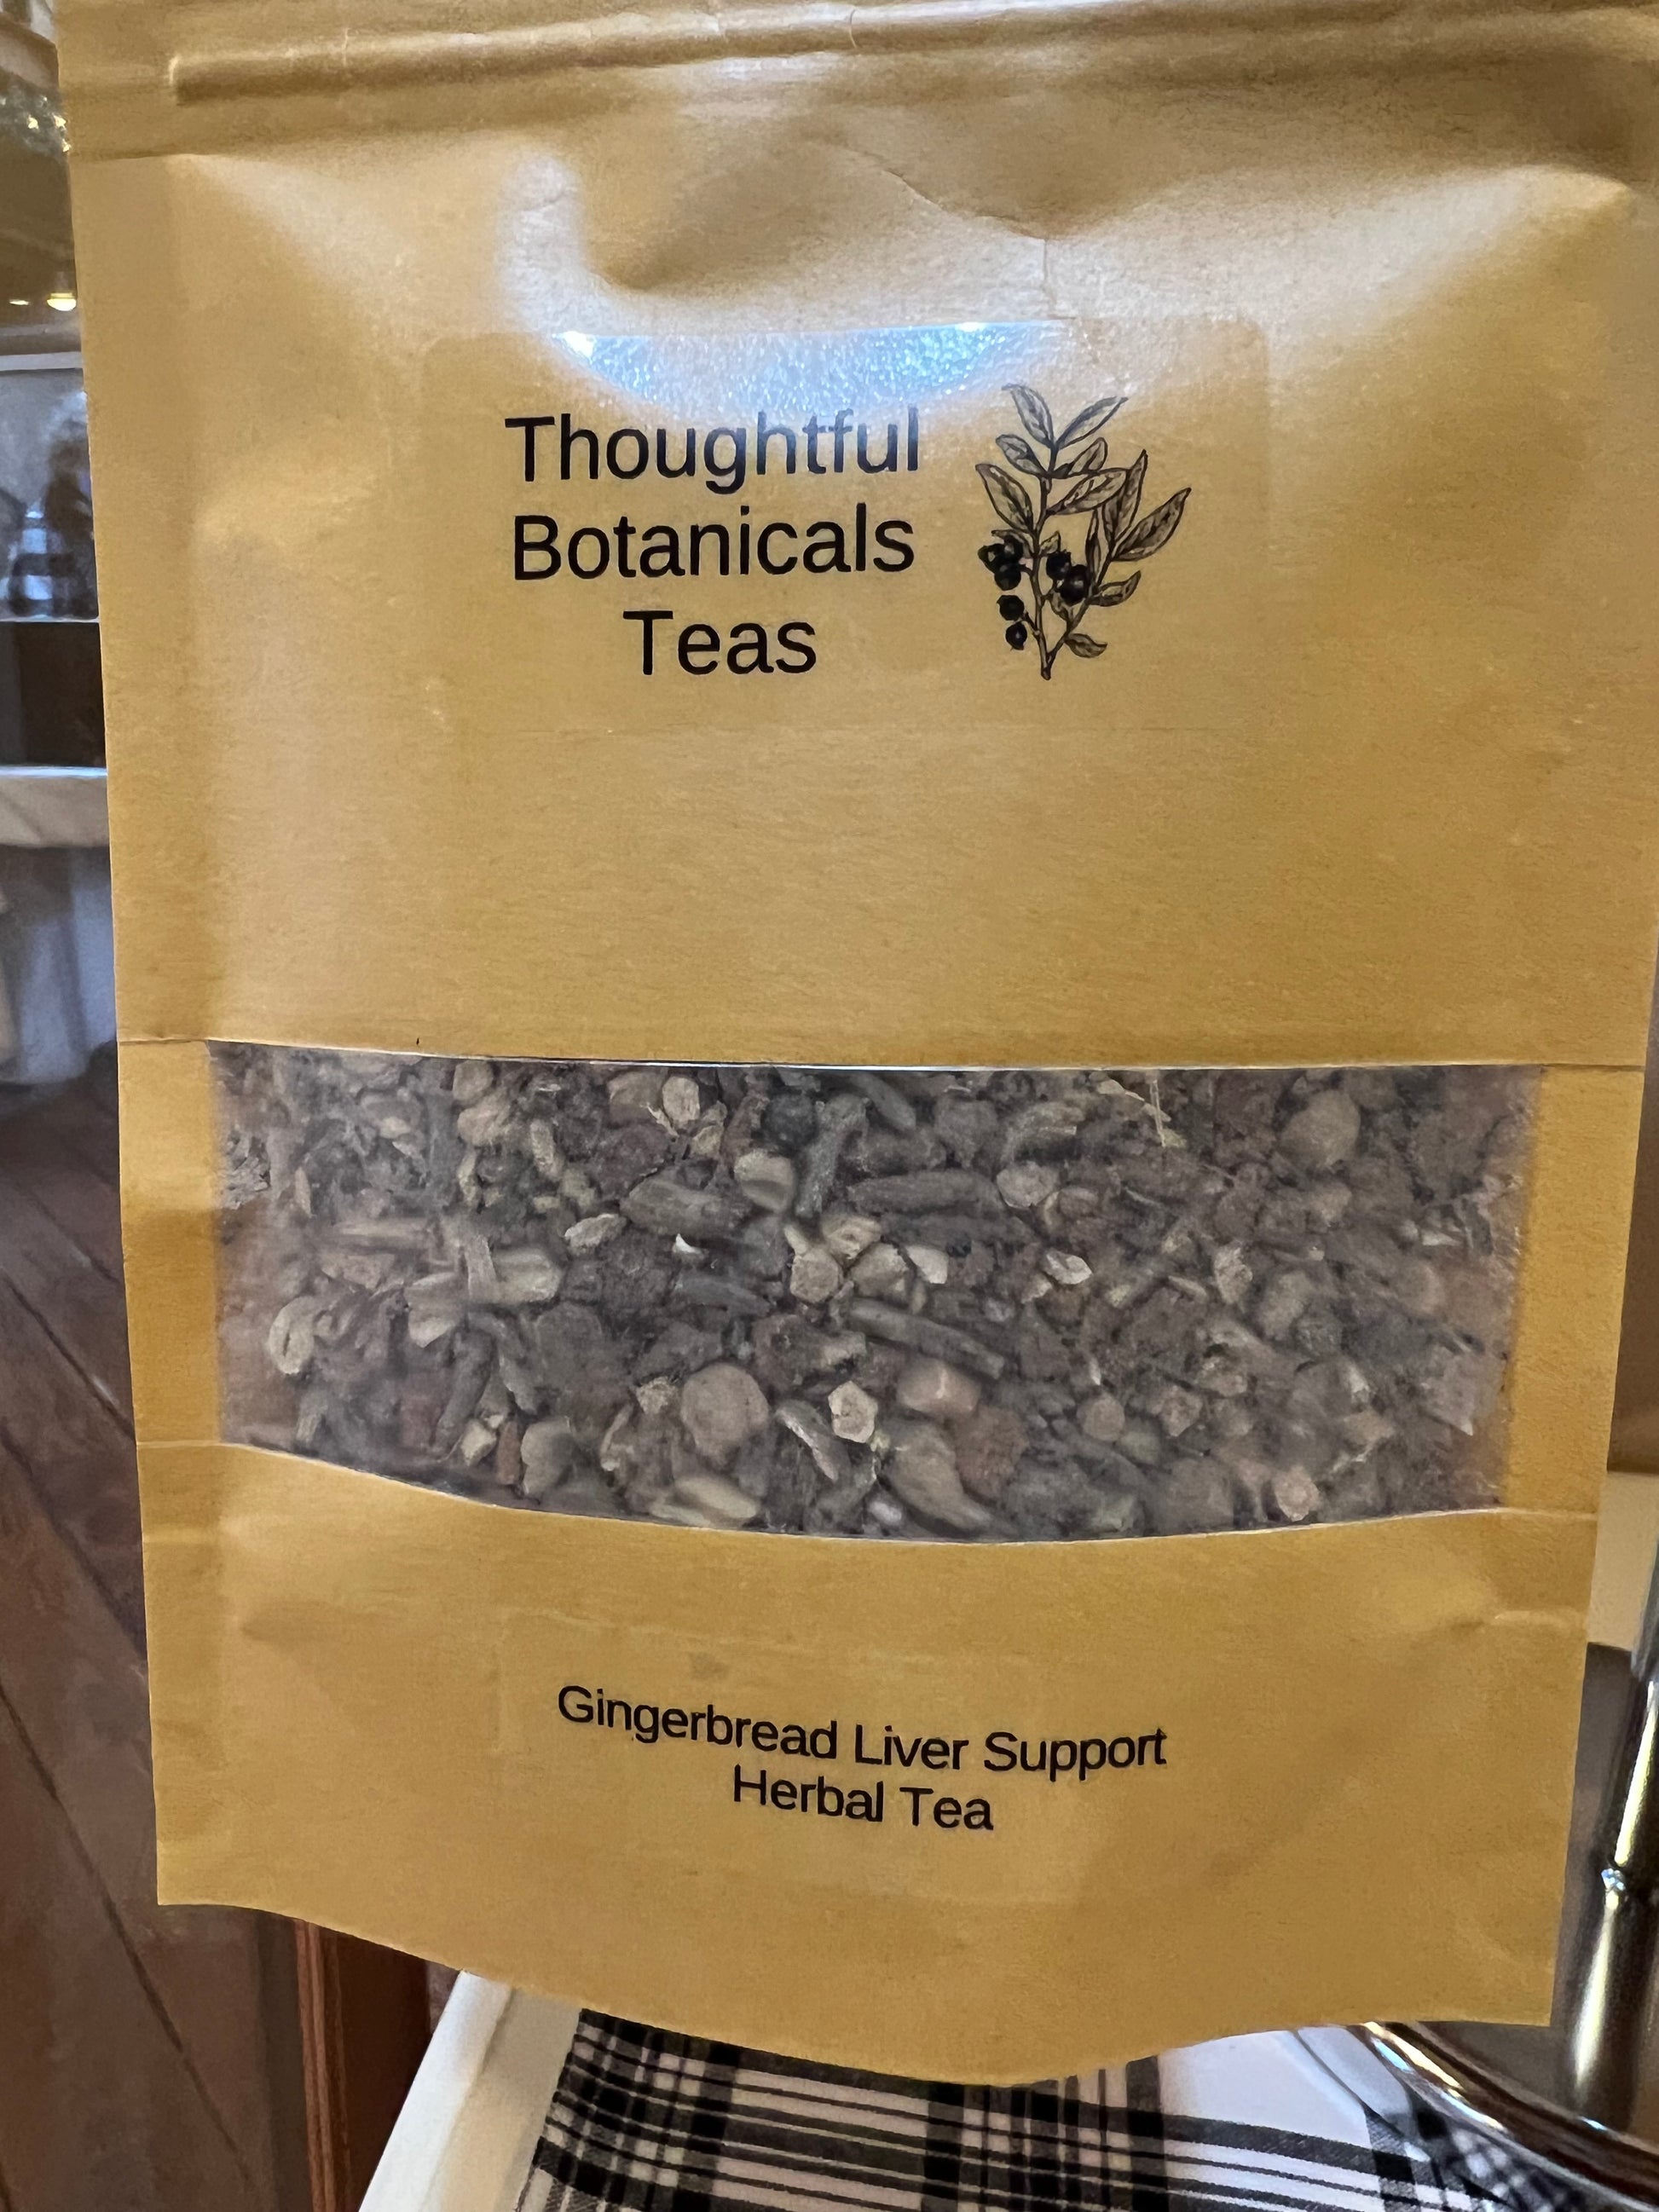 Thoughtful
Botanicals
Teas
Gingerbread Liver Support
Herbal Tea